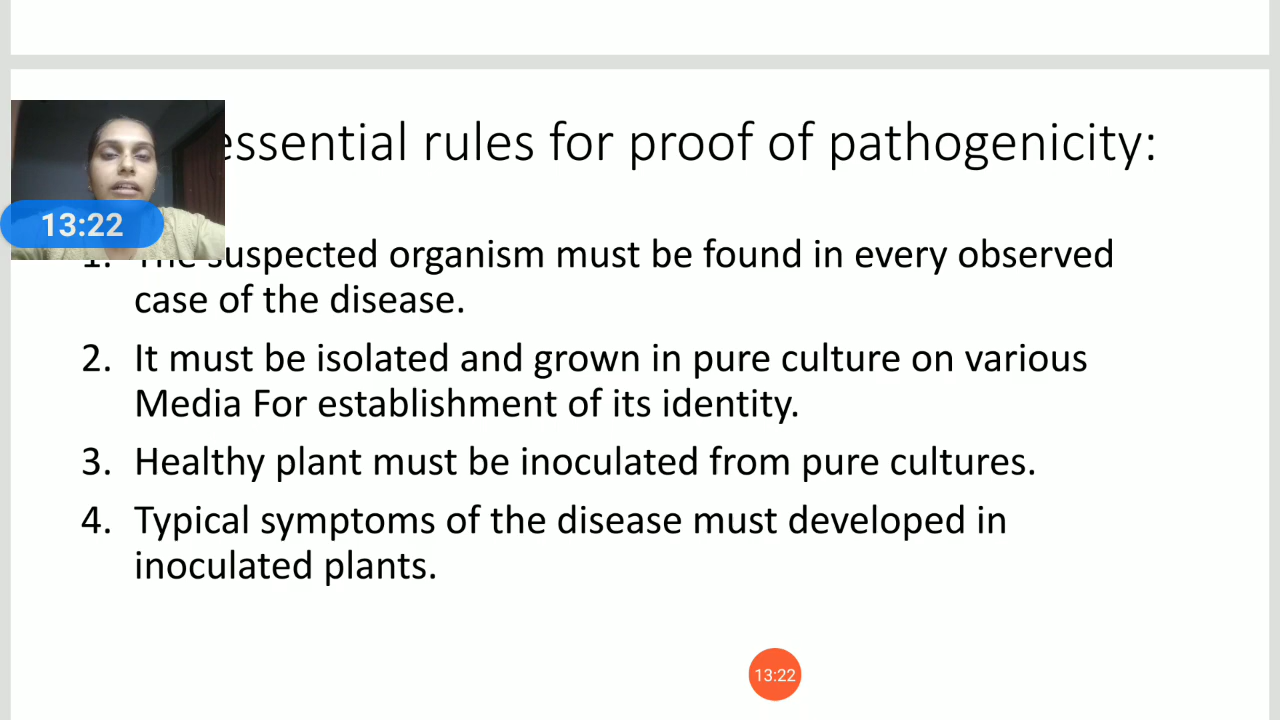 essential rules for proof of pathogenicity:
13:22
1. The suspected organism must be found in every observed
case of the disease.
2. It must be isolated and grown in pure culture on various
Media For establishment of its identity.
3. Healthy plant must be inoculated from pure cultures.
4. Typical symptoms of the disease must developed in
inoculated plants.
13:22